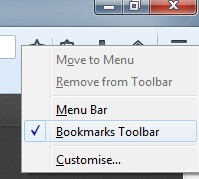 Move to Menu
Remove from Toolbar
Menu Bar
Bookmarks Toolbar
Customise...